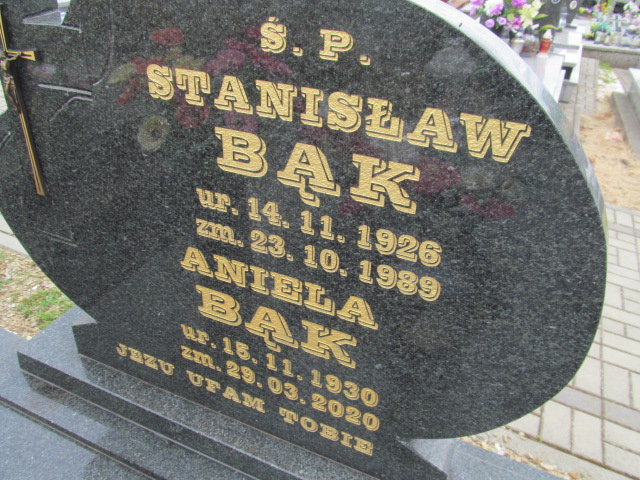 Ś. P.
STANISŁAW
BĄK
ur. 14. 11. 1926
zm. 23. 10. 1989
ANIELA
BĄK
ur. 15. 11. 1930
zm. 29. 03. 2020
JEZU UFAM TOBIE